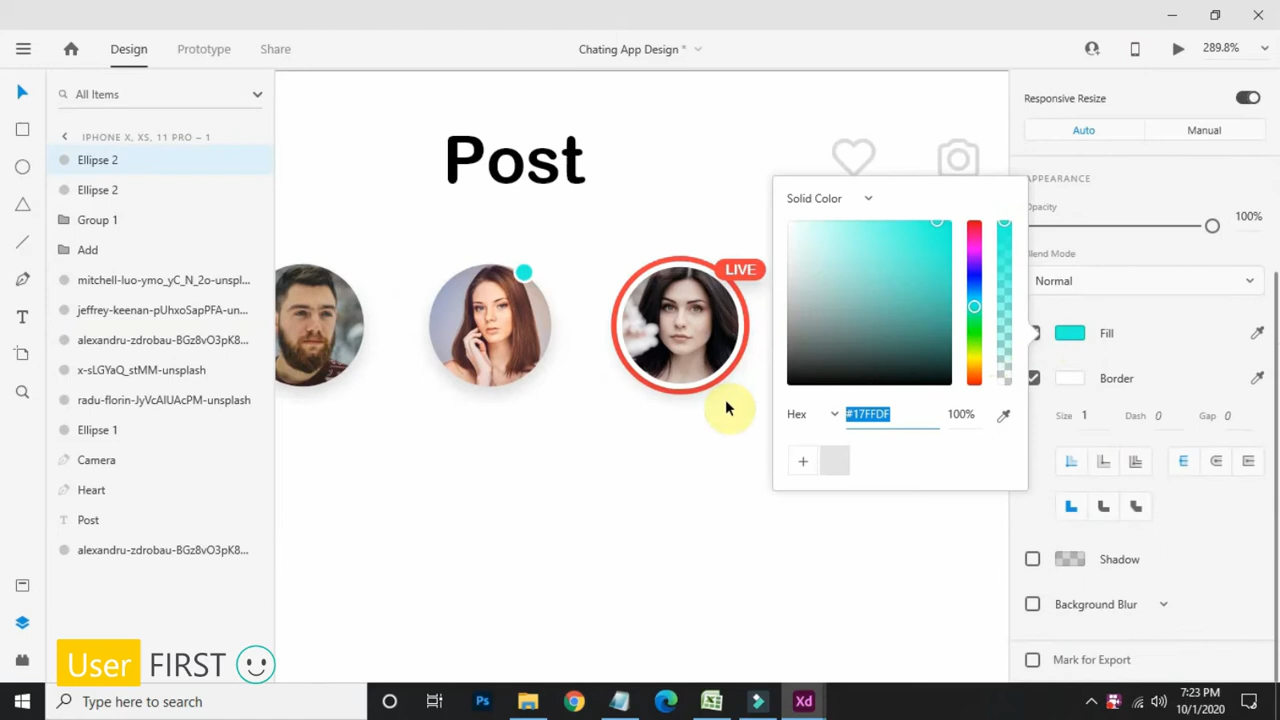 Design
Prototype
Share
Chating App Design *
289.8%
All Items
IPHONE X, XS, 11 PRO – 1
Ellipse 2
Ellipse 2
Group 1
Add
mitchell-luo-ymo_yC_N_2o-unspl...
jeffrey-keenan-pUhxoSapPFA-un...
alexandru-zdrobau-BGz8vO3pK8...
x-sLGYaQ_stMM-unsplash
radu-florin-JyVcAIUAcPM-unsplash
Ellipse 1
Camera
Heart
Post
alexandru-zdrobau-BGz8vO3pK8...
Post
LIVE
Solid Color
Hex
#17FFDF
100%
Responsive Resize
Auto
Manual
APPEARANCE
Opacity
100%
Blend Mode
Normal
Fill
Border
Size 1
Dash 0
Gap 0
Shadow
Background Blur
Mark for Export
User FIRST
Type here to search
Ps
Xd
7:23 PM
10/1/2020